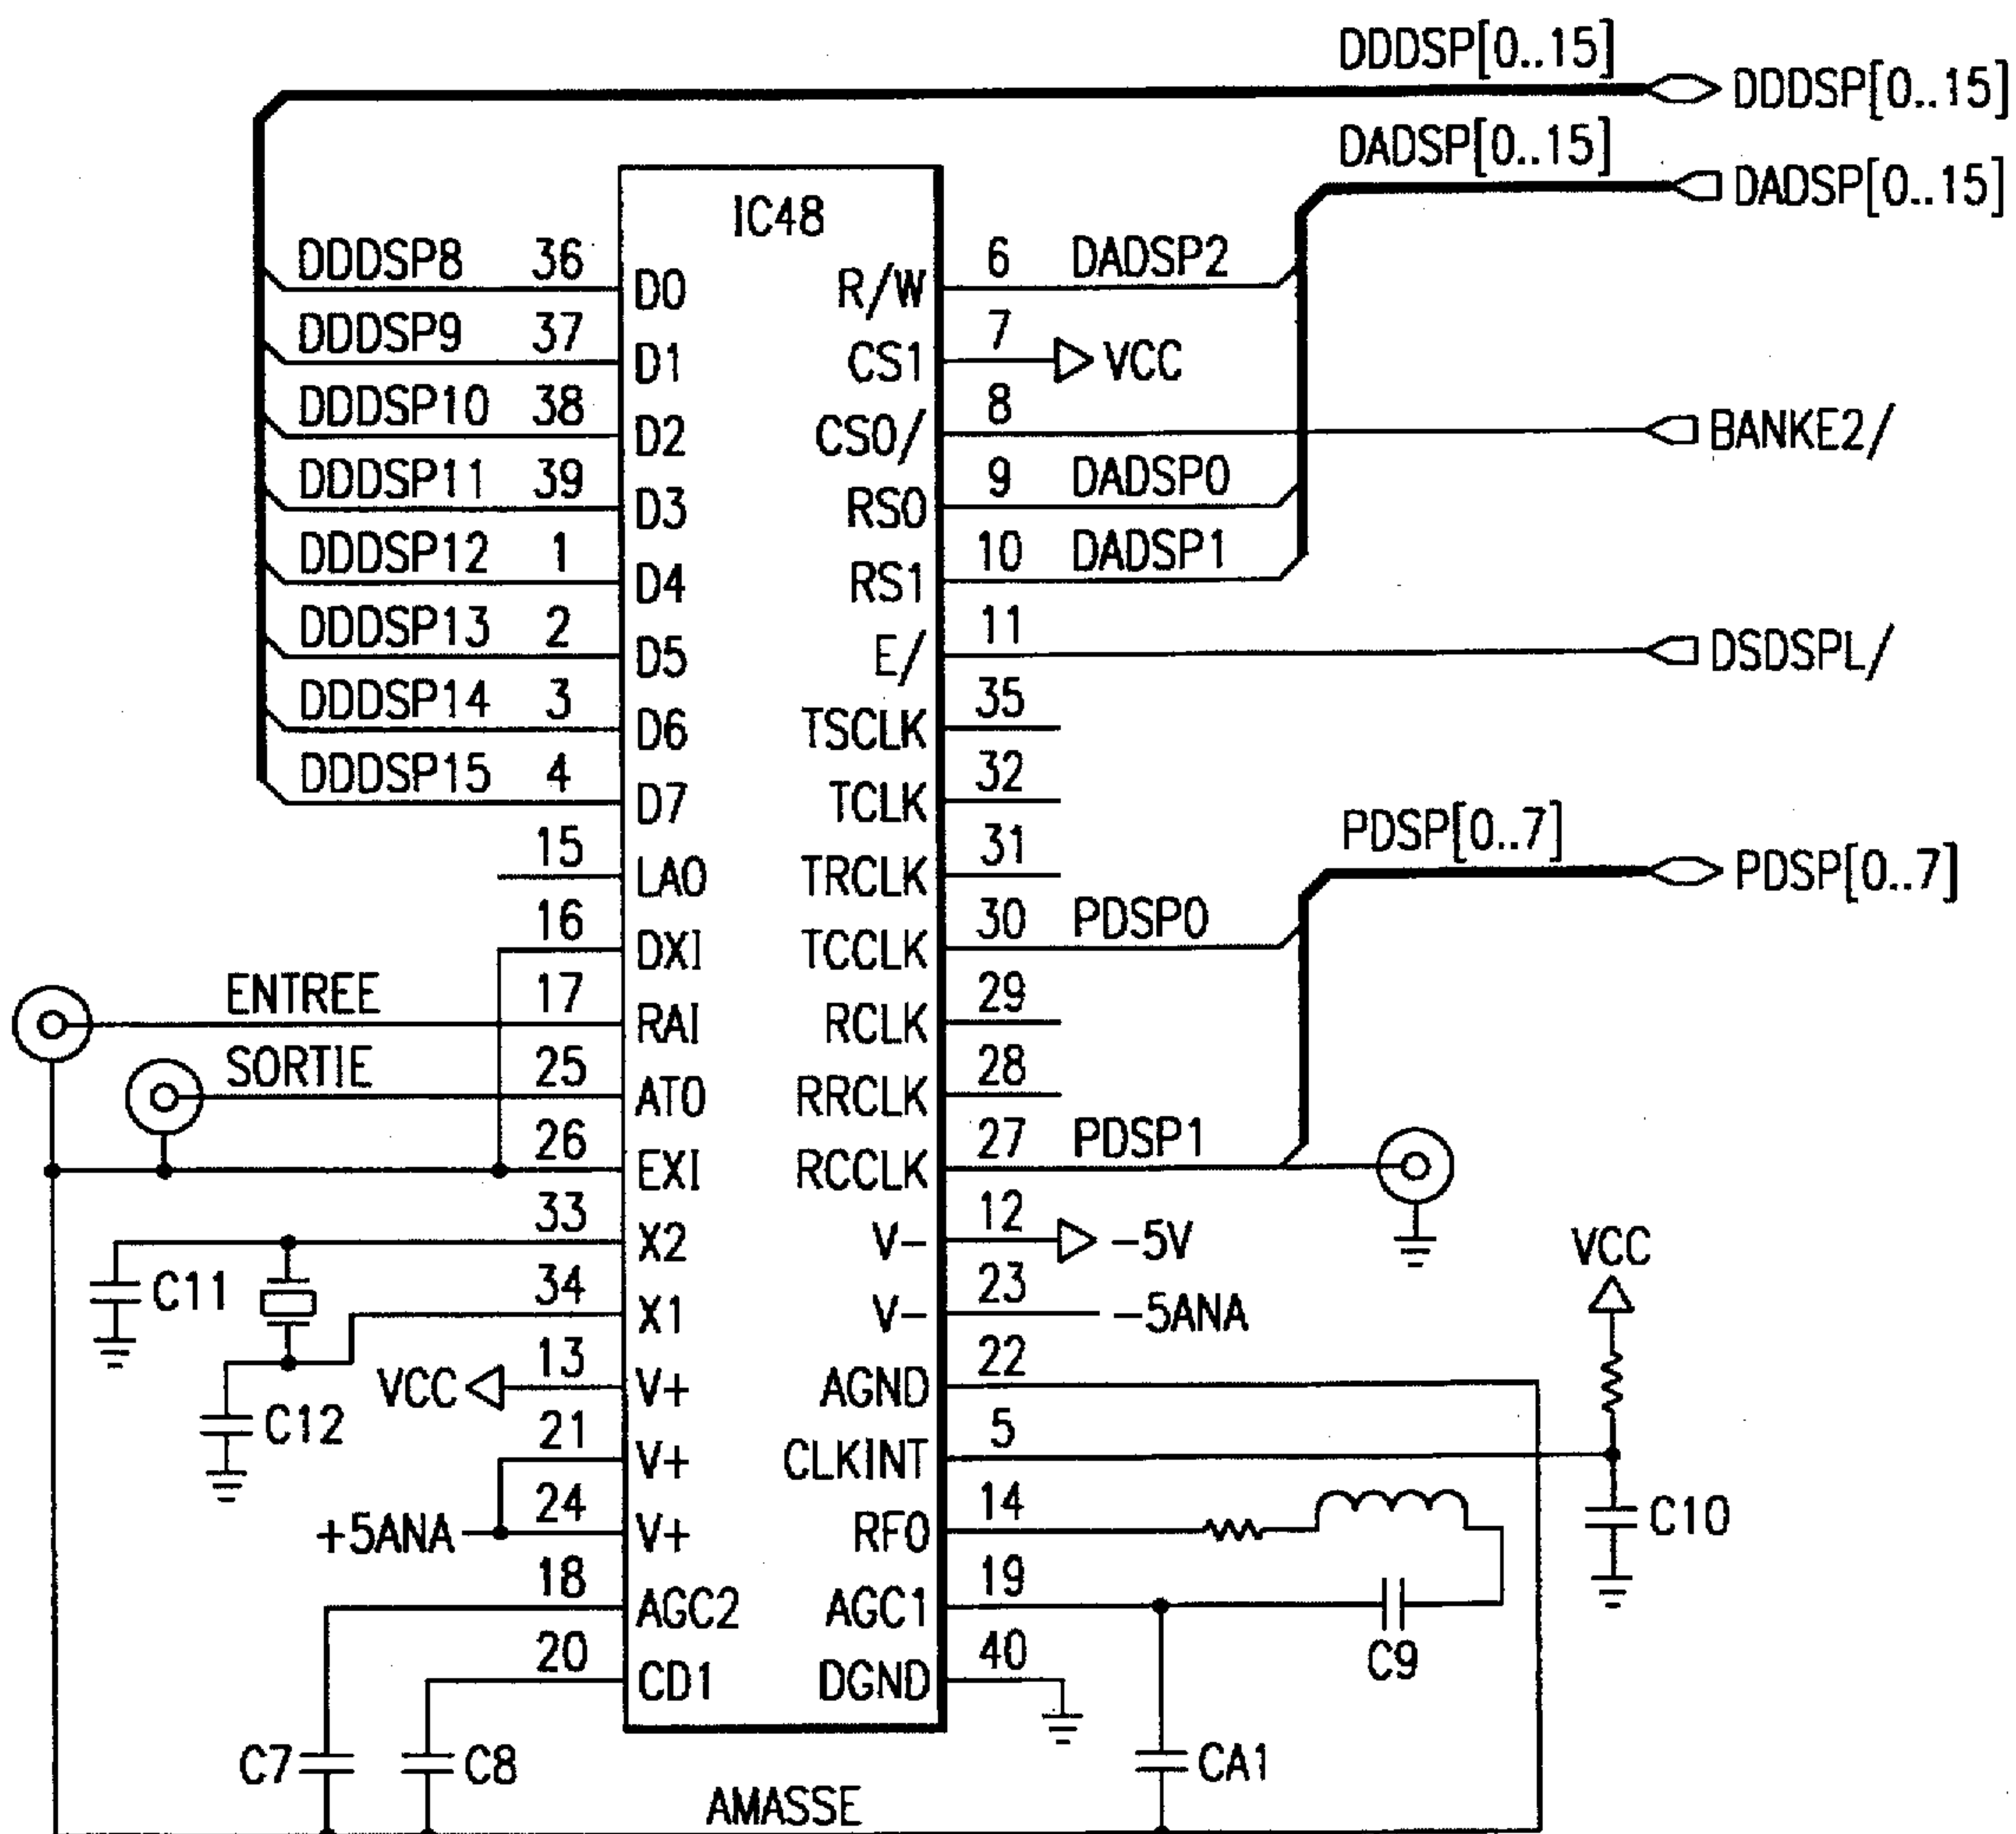 DDDSP[0..15]
DDDSP[0..15]
DADSP[0..15]
DADSP[0..15]
IC48
DDDSP8 36 D0 R/W 6 DADSP2
DDDSP9 37 D1 CS1 7 VCC
DDDSP10 38 D2 CS0/ 8 BANKE2/
DDDSP11 39 D3 RS0 9 DADSP0
DDDSP12 1 D4 RS1 10 DADSP1
DDDSP13 2 D5 E/ 11 DSDSPL/
DDDSP14 3 D6 TSCLK 35
DDDSP15 4 D7 TCLK 32
PDSP[0..7]
15 LAO TRCLK 31 PDSP[0..7]
16 DXI TCCLK 30 PDSP0
ENTREE 17 RAI RCLK 29
SORTIE 25 ATO RRCLK 28
26 EXI RCCLK 27 PDSP1
33 X2 V- 12 -5V
VCC
C11 34 X1 V- 23 -5ANA
VCC 13 V+ AGND 22
C12 21 V+ CLKINT 5
+5ANA 24 V+ RFO 14 C10
18 AGC2 AGC1 19 C9
20 CD1 DGND 40
C7 C8 CA1
AMASSE